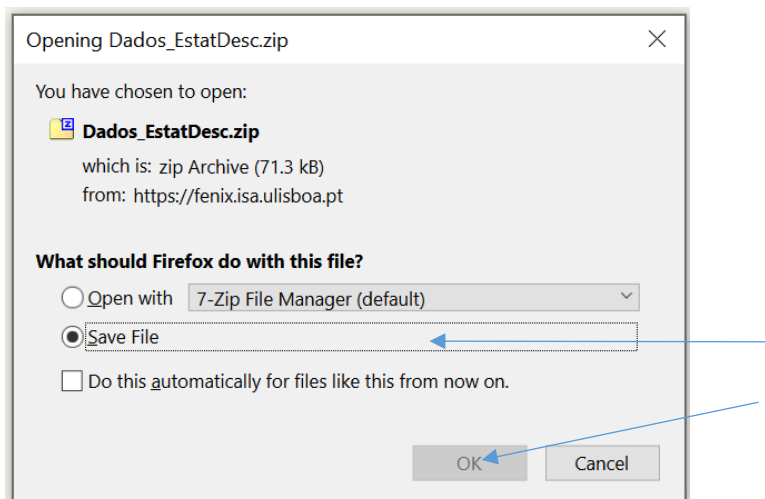 Opening Dados_EstatDesc.zip
You have chosen to open:
Dados_EstatDesc.zip
which is: zip Archive (71.3 kB)
from: https://fenix.isa.ulisboa.pt
What should Firefox do with this file?
Open with 7-Zip File Manager (default)
Save File
Do this automatically for files like this from now on.
OK Cancel